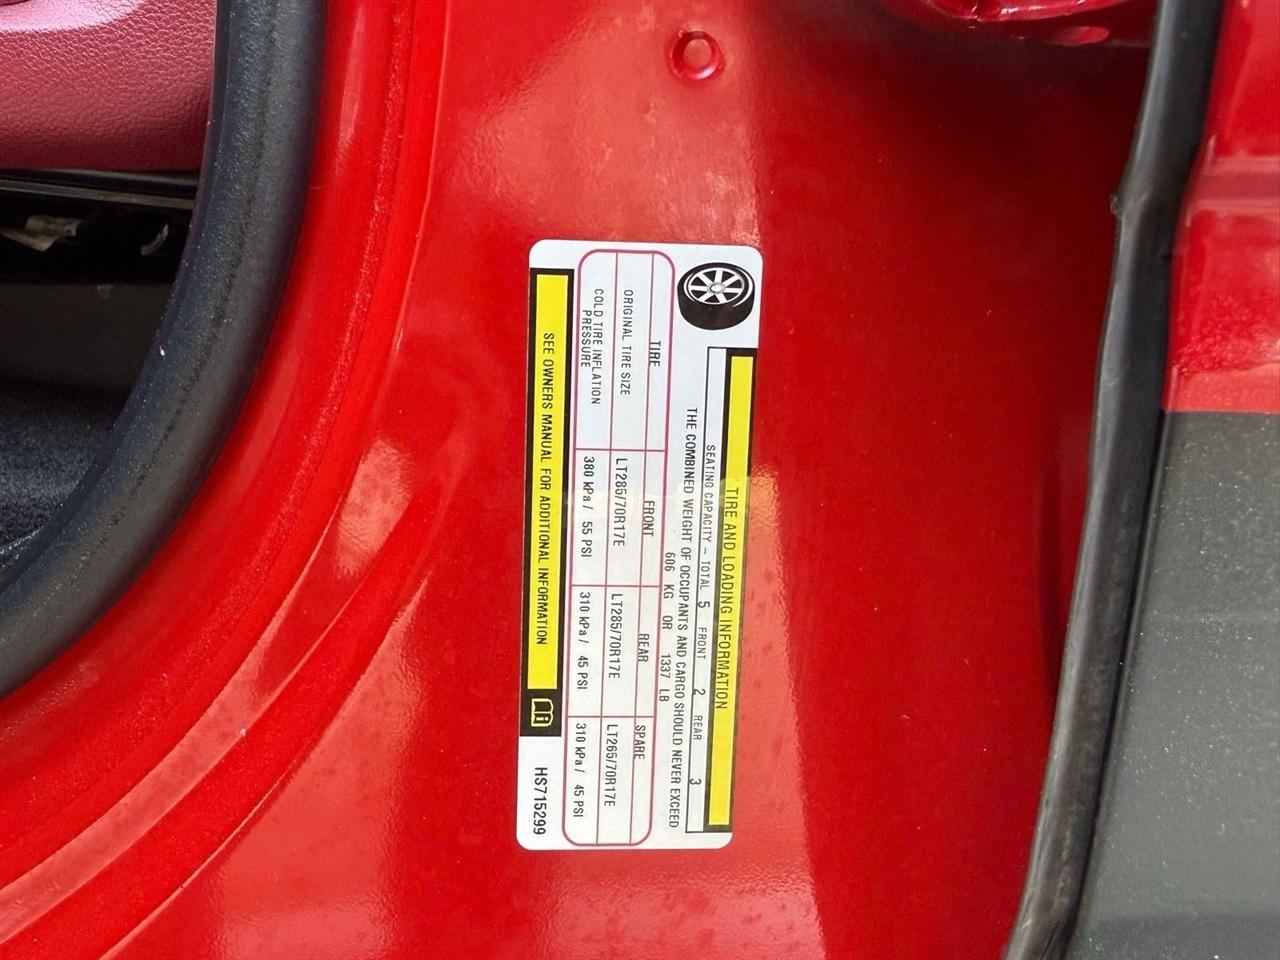 TIRE AND LOADING INFORMATION
SEATING CAPACITY – TOTAL 5 FRONT 2 REAR 3
THE COMBINED WEIGHT OF OCCUPANTS AND CARGO SHOULD NEVER EXCEED
606 KG OR 1337 LB
TIRE FRONT REAR SPARE
ORIGINAL TIRE SIZE LT285/70R17E LT285/70R17E LT265/70R17E
COLD TIRE INFLATION
PRESSURE 380 kPa / 55 PSI 310 kPa / 45 PSI 310 kPa / 45 PSI
SEE OWNERS MANUAL FOR ADDITIONAL INFORMATION
HS715299